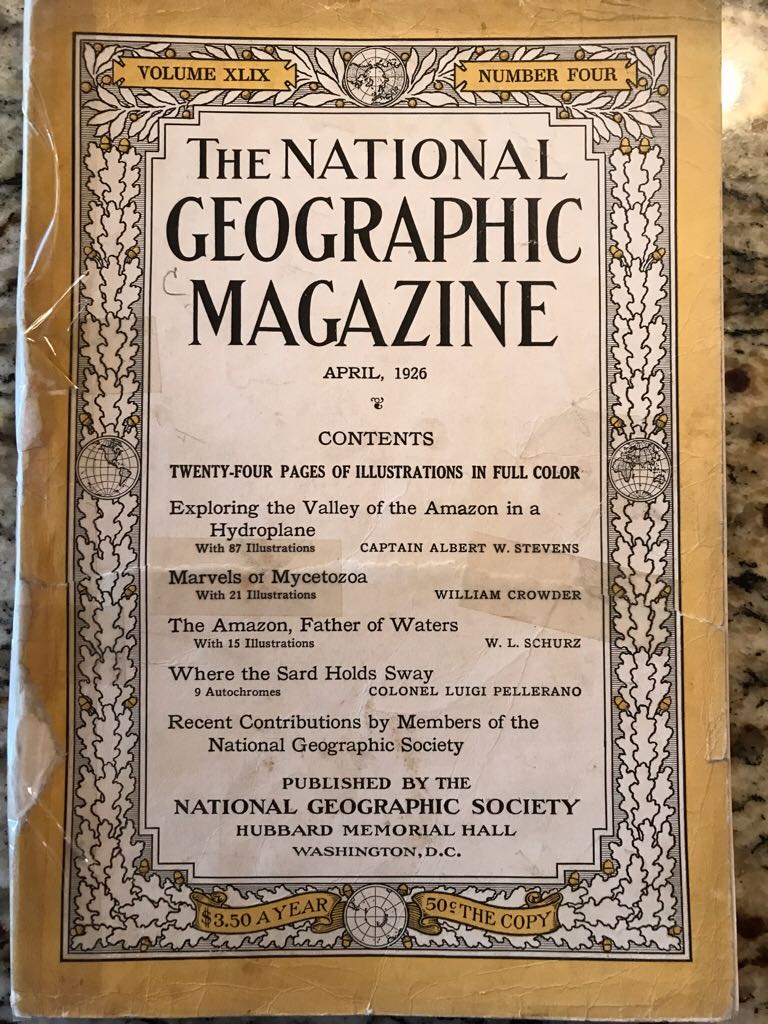 VOLUME XLIX
NUMBER FOUR
THE NATIONAL
GEOGRAPHIC
MAGAZINE
APRIL, 1926
CONTENTS
TWENTY-FOUR PAGES OF ILLUSTRATIONS IN FULL COLOR
Exploring the Valley of the Amazon in a
Hydroplane
With 87 Illustrations CAPTAIN ALBERT W. STEVENS
Marvels of Mycetozoa
With 21 Illustrations WILLIAM CROWDER
The Amazon, Father of Waters
With 15 Illustrations W. L. SCHURZ
Where the Sard Holds Sway
9 Autochromes COLONEL LUIGI PELLERANO
Recent Contributions by Members of the
National Geographic Society
PUBLISHED BY THE
NATIONAL GEOGRAPHIC SOCIETY
HUBBARD MEMORIAL HALL
WASHINGTON, D.C.
$3.50 A YEAR
50c THE COPY